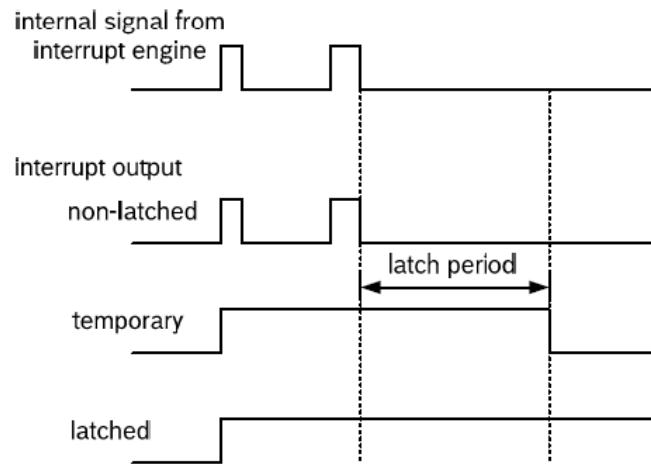 internal signal from
interrupt engine
interrupt output
non-latched
latch period
temporary
latched